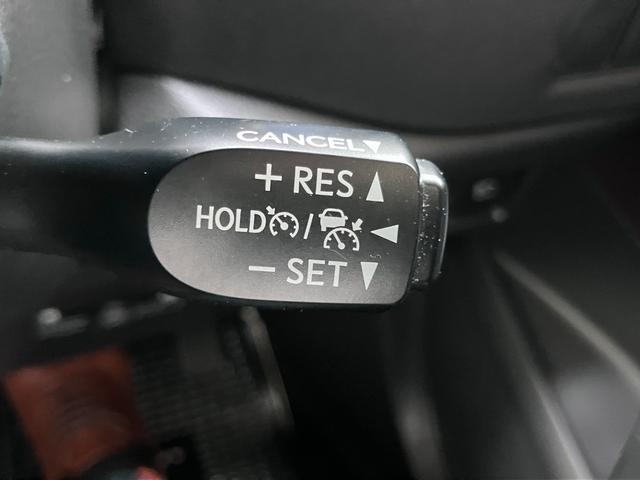 CANCEL
+ RES
HOLD /
− SET